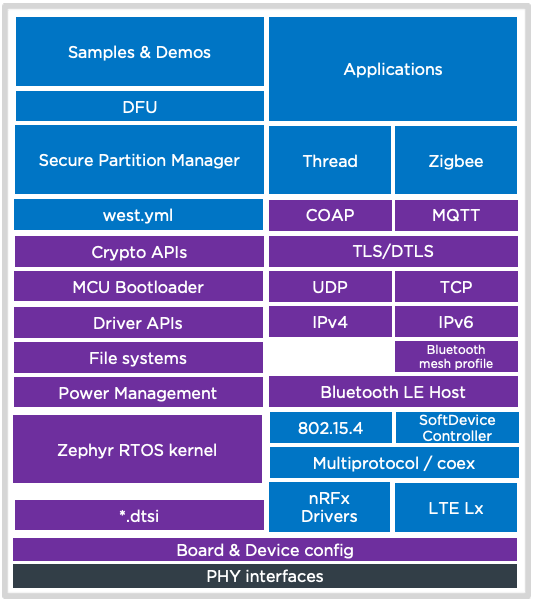 Samples & Demos
Applications
DFU
Secure Partition Manager
Thread
Zigbee
west.yml
COAP
MQTT
Crypto APIs
TLS/DTLS
MCU Bootloader
UDP
TCP
Driver APIs
IPv4
IPv6
File systems
Bluetooth
mesh profile
Power Management
Bluetooth LE Host
Zephyr RTOS kernel
802.15.4
SoftDevice
Controller
Multiprotocol / coex
*.dtsi
nRFx
Drivers
LTE Lx
Board & Device config
PHY interfaces